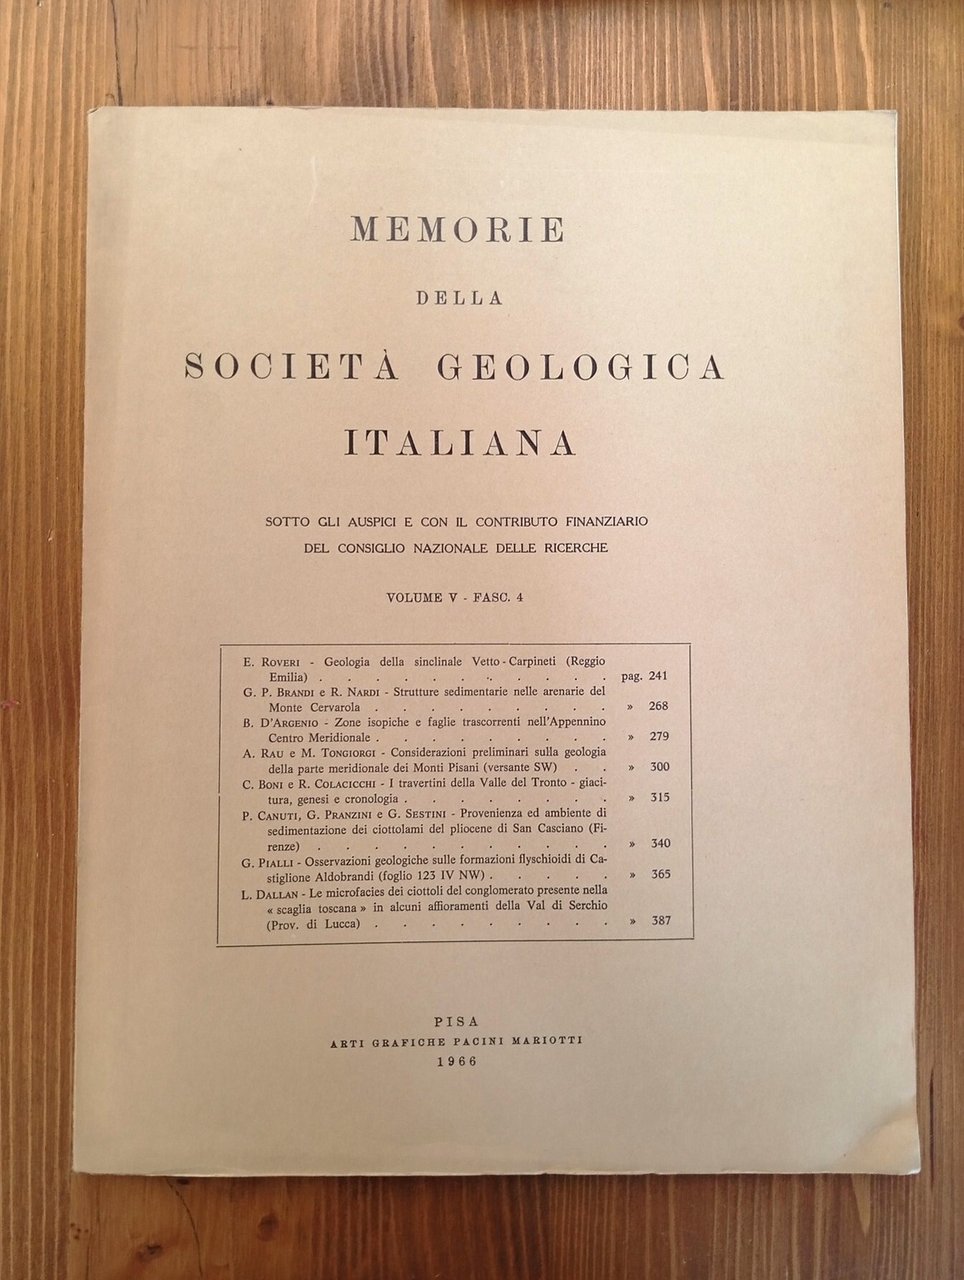 MEMORIE
DELLA
SOCIETÀ GEOLOGICA
ITALIANA
SOTTO GLI AUSPICI E CON IL CONTRIBUTO FINANZIARIO
DEL CONSIGLIO NAZIONALE DELLE RICERCHE
VOLUME V - FASC. 4
E. ROVERI - Geologia della sinclinale Vetto - Carpineti (Reggio
Emilia) . . . . . . . . . . . pag. 241
G. P. BRANDI e R. NARDI - Strutture sedimentarie nelle arenarie del
Monte Cervarola . . . . . . . . » 268
B. D'ARGENIO - Zone isopiche e faglie trascorrenti nell'Appennino
Centro Meridionale . . . . . . . . . » 279
A. RAU e M. TONGIORGI - Considerazioni preliminari sulla geologia
della parte meridionale dei Monti Pisani (versante SW) . . » 300
C. BONI e R. COLACICCHI - I travertini della Valle del Tronto - giaci-
tura, genesi e cronologia . . . . . . . . » 315
P. CANUTI, G. PRANZINI e G. SESTINI - Provenienza ed ambiente di
sedimentazione dei ciottolami del pliocene di San Casciano (Fi-
renze) . . . . . . . . . . . » 340
G. PIALLI - Osservazioni geologiche sulle formazioni flyschioidi di Ca-
stiglione Aldobrandi (foglio 123 IV NW) . . . . . » 365
L. DALLAN - Le microfacies dei ciottoli del conglomerato presente nella
« scaglia toscana » in alcuni affioramenti della Val di Serchio
(Prov. di Lucca) . . . . . . . . . » 387
PISA
ARTI GRAFICHE PACINI MARIOTTI
1966